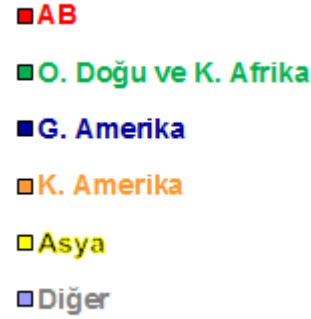 AB
O. Doğu ve K. Afrika
G. Amerika
K. Amerika
Asya
Diğer